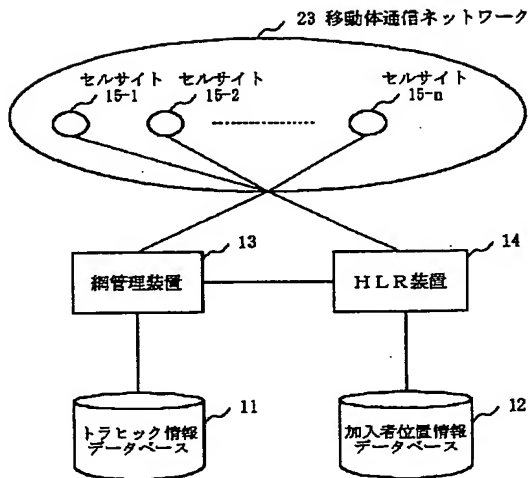 23 移動体通信ネットワーク
セルサイト
15-1
セルサイト
15-2
セルサイト
15-n
13
14
網管理装置
HLR装置
11
12
トラヒック情報
データベース
加入者位置情報
データベース